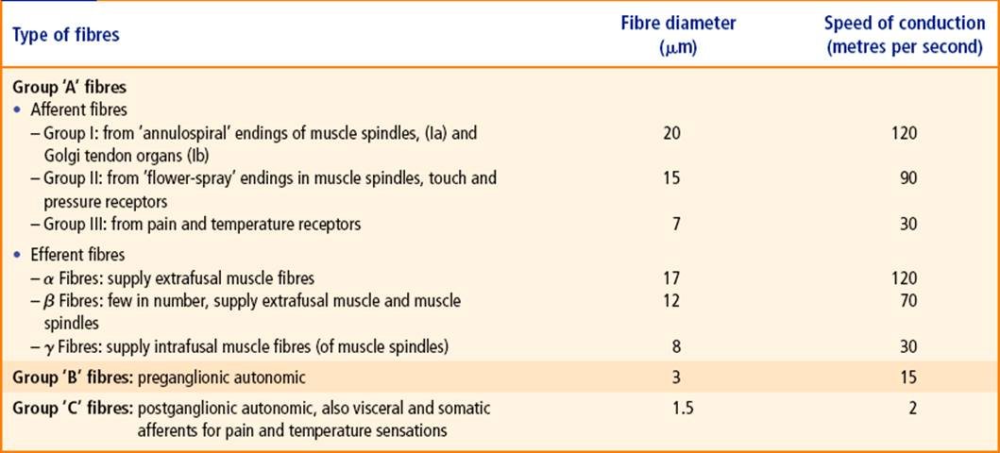 Type of fibres Fibre diameter Speed of conduction
(μm) (metres per second)
Group ‘A’ fibres
• Afferent fibres
– Group I: from ‘annulospiral’ endings of muscle spindles, (Ia) and 20 120
Golgi tendon organs (Ib)
– Group II: from ‘flower-spray’ endings in muscle spindles, touch and 15 90
pressure receptors
– Group III: from pain and temperature receptors 7 30
• Efferent fibres
– α Fibres: supply extrafusal muscle fibres 17 120
– β Fibres: few in number, supply extrafusal muscle and muscle 12 70
spindles
– γ Fibres: supply intrafusal muscle fibres (of muscle spindles) 8 30
Group ‘B’ fibres: preganglionic autonomic 3 15
Group ‘C’ fibres: postganglionic autonomic, also visceral and somatic 1.5 2
afferents for pain and temperature sensations